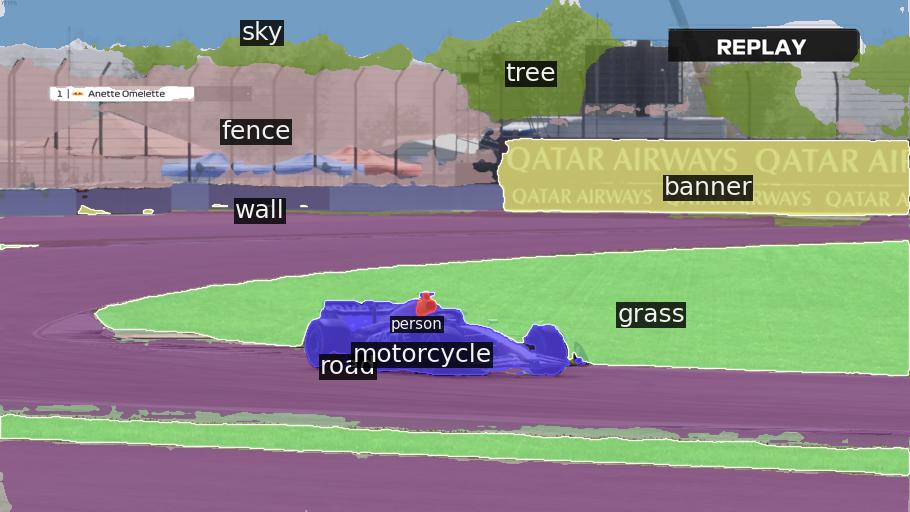 sky
REPLAY
tree
1 | Anette Omelette
fence
QATAR AIRWAYS QATAR AI
banner
QATAR AIRWAYS QATAR AIRWAYS QATAR A
wall
grass
person
motorcycle
road